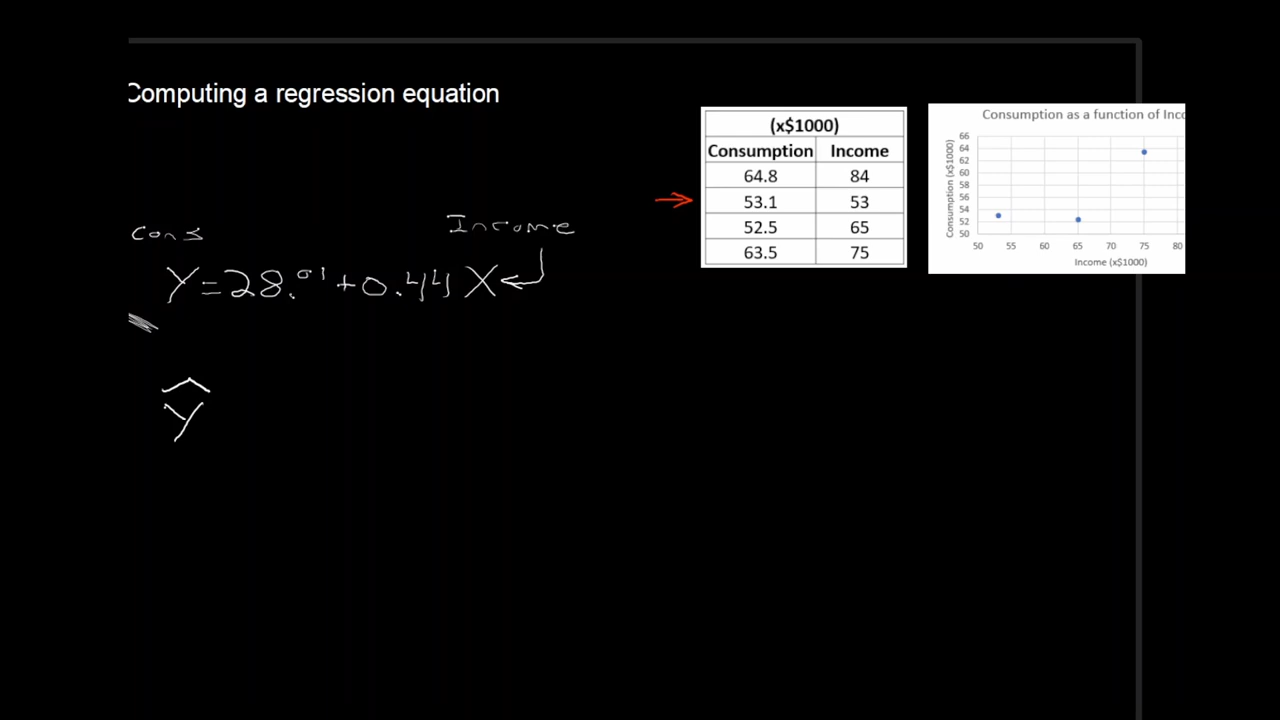 Computing a regression equation
(x$1000)
Consumption Income
64.8 84
53.1 53
52.5 65
63.5 75
Consumption as a function of Inco
Consumption (x$1000)
66
64
62
60
58
56
54
52
50
50 55 60 65 70 75 80
Income (x$1000)
Cons
Income
Y=28.01+0.44X
Ŷ